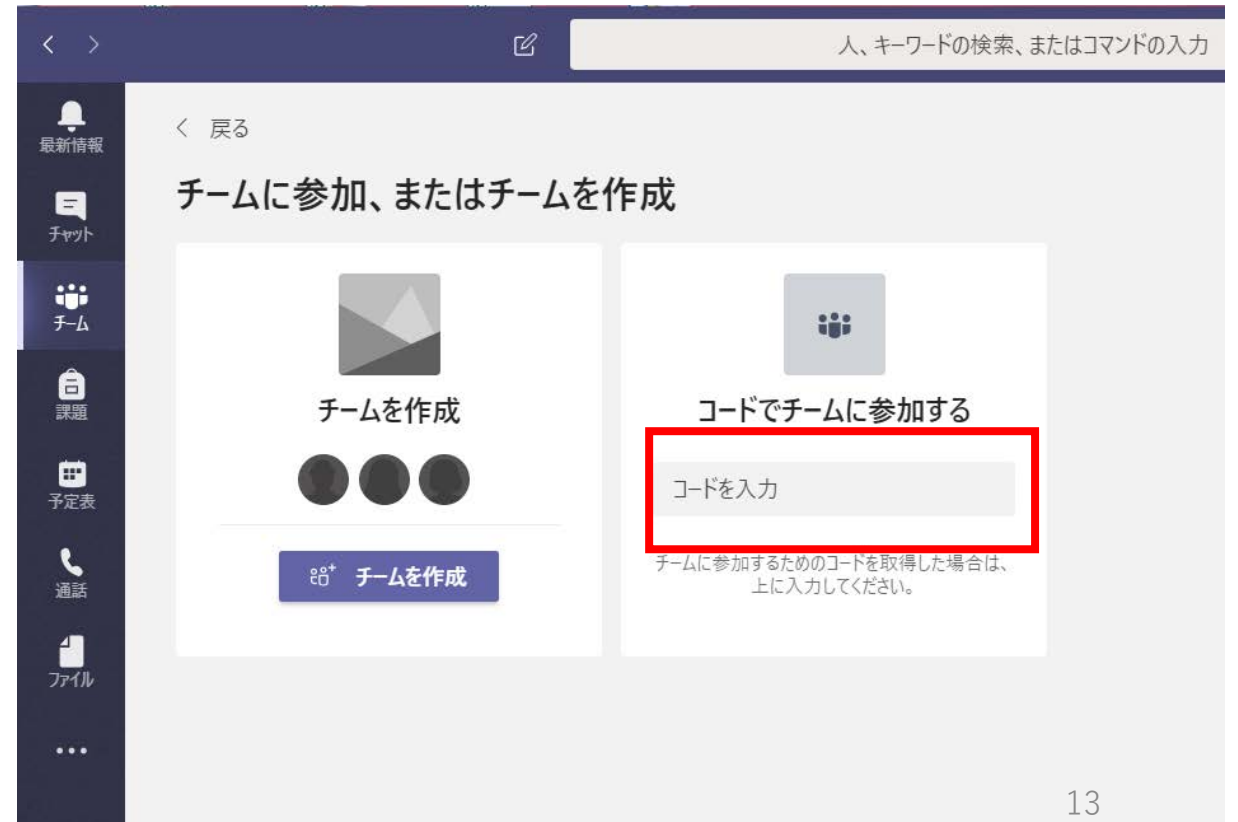 人、キーワードの検索、またはコマンドの入力
最新情報
チャット
チーム
課題
予定表
通話
ファイル
戻る
チームに参加、またはチームを作成
チームを作成
チームを作成
コードでチームに参加する
コードを入力
チームに参加するためのコードを取得した場合は、
上に入力してください。
13